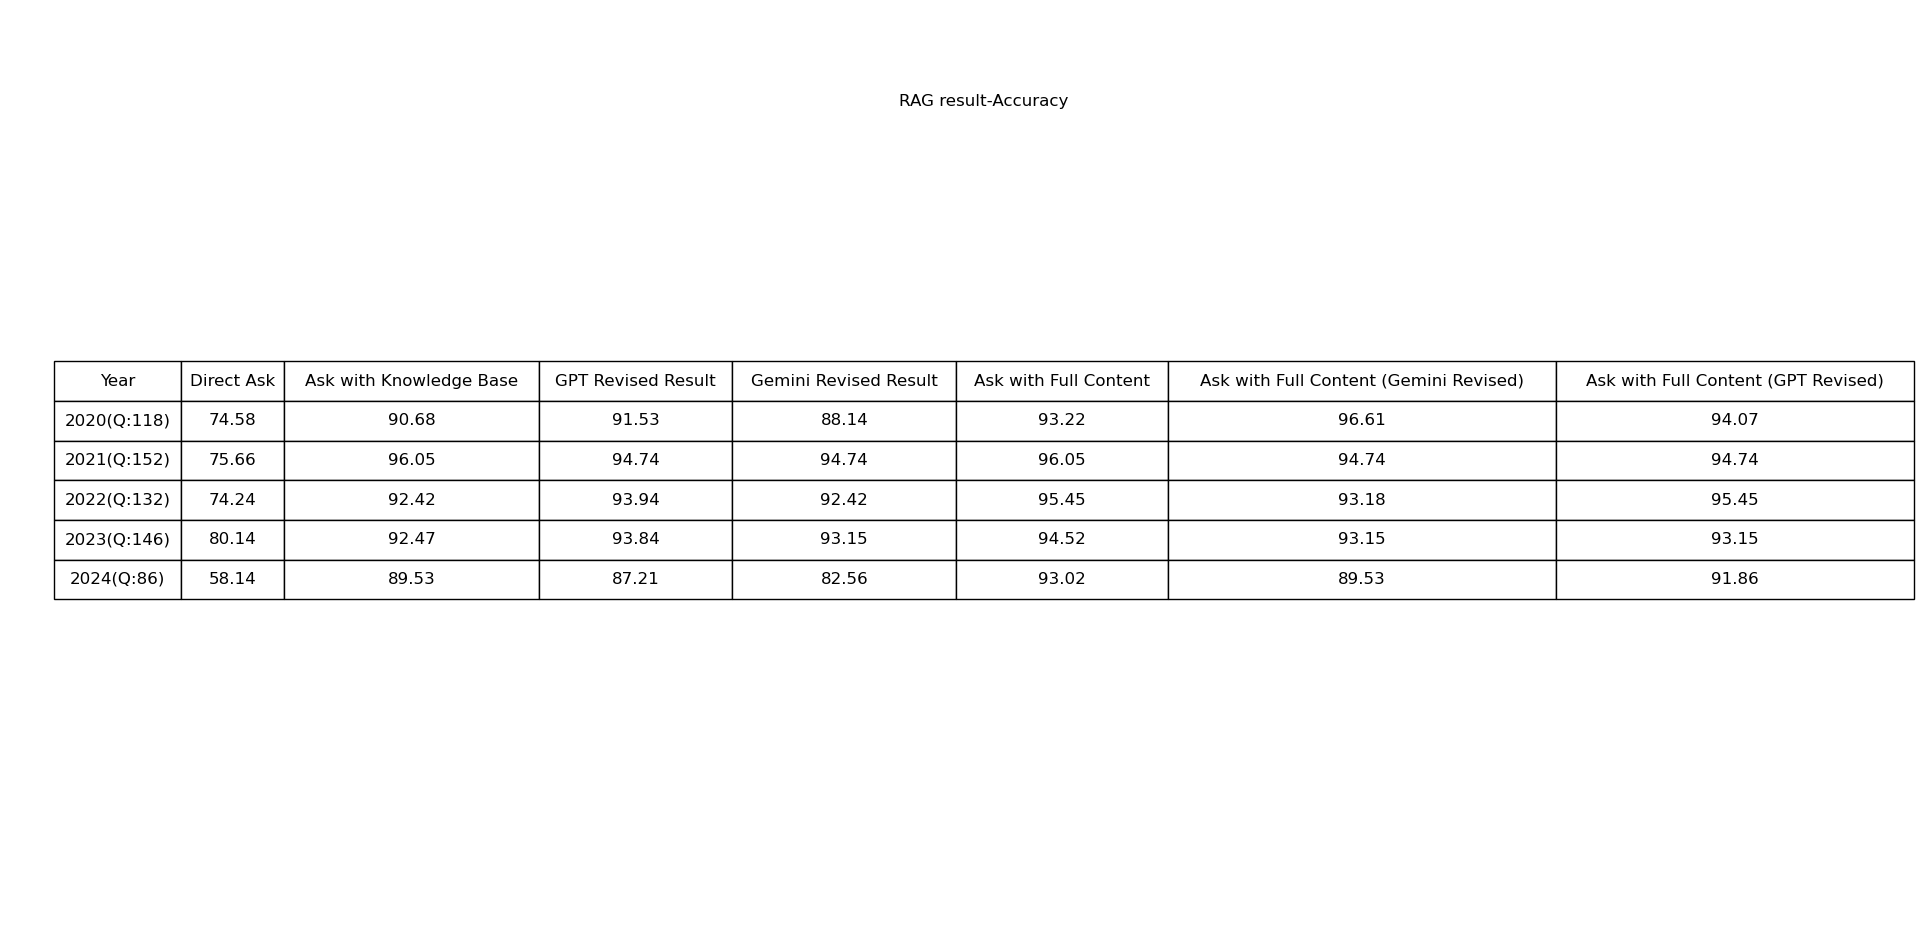 RAG result-Accuracy
Year Direct Ask Ask with Knowledge Base GPT Revised Result Gemini Revised Result Ask with Full Content Ask with Full Content (Gemini Revised) Ask with Full Content (GPT Revised)
2020(Q:118) 74.58 90.68 91.53 88.14 93.22 96.61 94.07
2021(Q:152) 75.66 96.05 94.74 94.74 96.05 94.74 94.74
2022(Q:132) 74.24 92.42 93.94 92.42 95.45 93.18 95.45
2023(Q:146) 80.14 92.47 93.84 93.15 94.52 93.15 93.15
2024(Q:86) 58.14 89.53 87.21 82.56 93.02 89.53 91.86